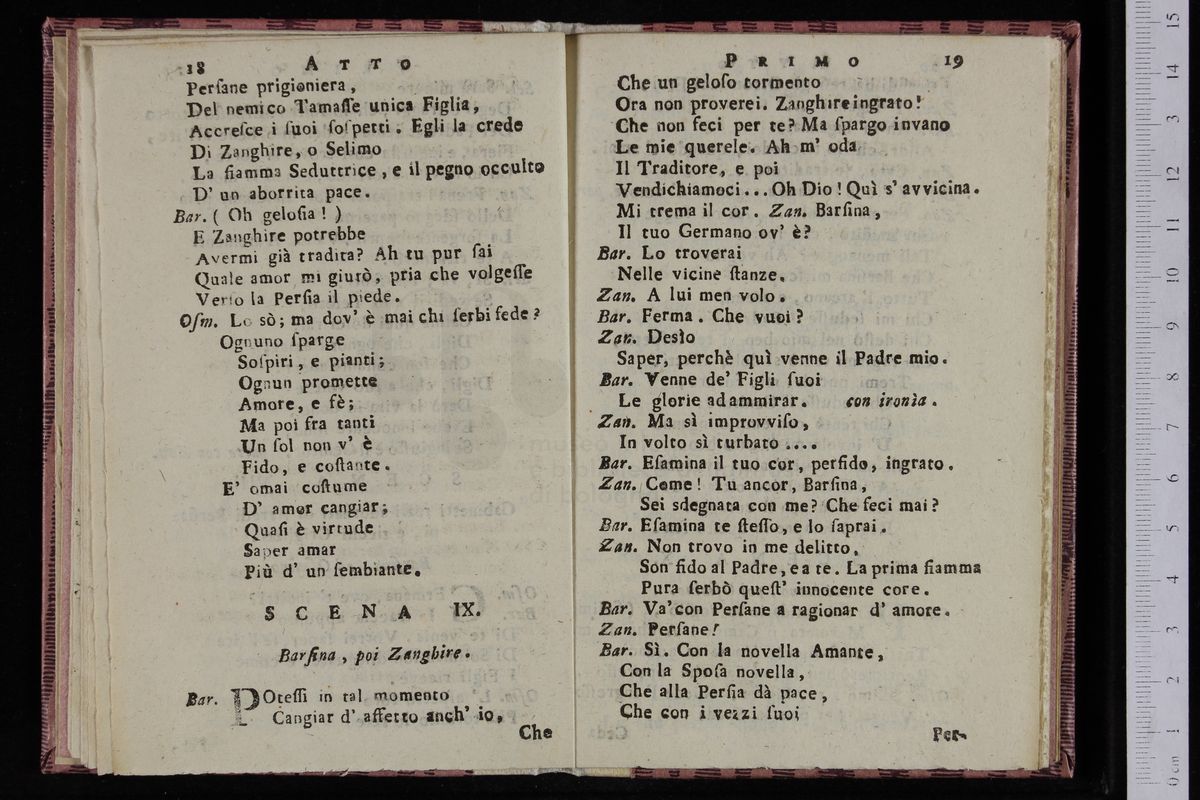 18 ATTO
Perſane prigioniera,
Del nemico Tamaſſe unica Figlia,
Accreſce i ſuoi ſoſpetti. Egli la crede
Di Zanghire, o Selimo
La fiamma Seduttrice, e il pegno occulto
D' un aborrita pace.
Bar. ( Oh geloſia! )
E Zanghire potrebbe
Avermi già tradita? Ah tu pur ſai
Quale amor mi giurò, pria che volgeſſe
Verſo la Perſia il piede.
Oſm. Lo sò; ma dov' è mai chi ſerbi fede?
Ognuno ſparge
Soſpiri, e pianti;
Ognun promette
Amore, e fè;
Ma poi fra tanti
Un ſol non v' è
Fido, e coſtante.
E' omai coſtume
D' amor cangiar;
Quaſi è virtude
Saper amar
Più d' un ſembiante.
SCENA IX.
Barſina, poi Zanghire.
Bar. POteſſi in tal momento
Cangiar d' affetto anch' io,
Che
PRIMO 19
Che un geloſo tormento
Ora non proverei. Zanghire ingrato!
Che non feci per te? Ma ſpargo invano
Le mie querele. Ah m' oda
Il Traditore, e poi
Vendichiamoci... Oh Dio! Quì s' avvicina.
Mi trema il cor. Zan. Barſina,
Il tuo Germano ov' è?
Bar. Lo troverai
Nelle vicine ſtanze.
Zan. A lui men volo.
Bar. Ferma. Che vuoi?
Zan. Desìo
Saper, perchè quì venne il Padre mio.
Bar. Venne de' Figli ſuoi
Le glorie ad ammirar. con ironìa.
Zan. Ma sì improvviſo,
In volto sì turbato ....
Bar. Eſamina il tuo cor, perfido, ingrato.
Zan. Come! Tu ancor, Barſina,
Sei sdegnata con me? Che feci mai?
Bar. Eſamina te ſteſſo, e lo ſaprai.
Zan. Non trovo in me delitto.
Son fido al Padre, e a te. La prima fiamma
Pura ſerbò queſt' innocente core.
Bar. Va' con Perſane a ragionar d' amore.
Zan. Perſane!
Bar. Sì. Con la novella Amante,
Con la Spoſa novella,
Che alla Perſia dà pace,
Che con i vezzi ſuoi
Per-